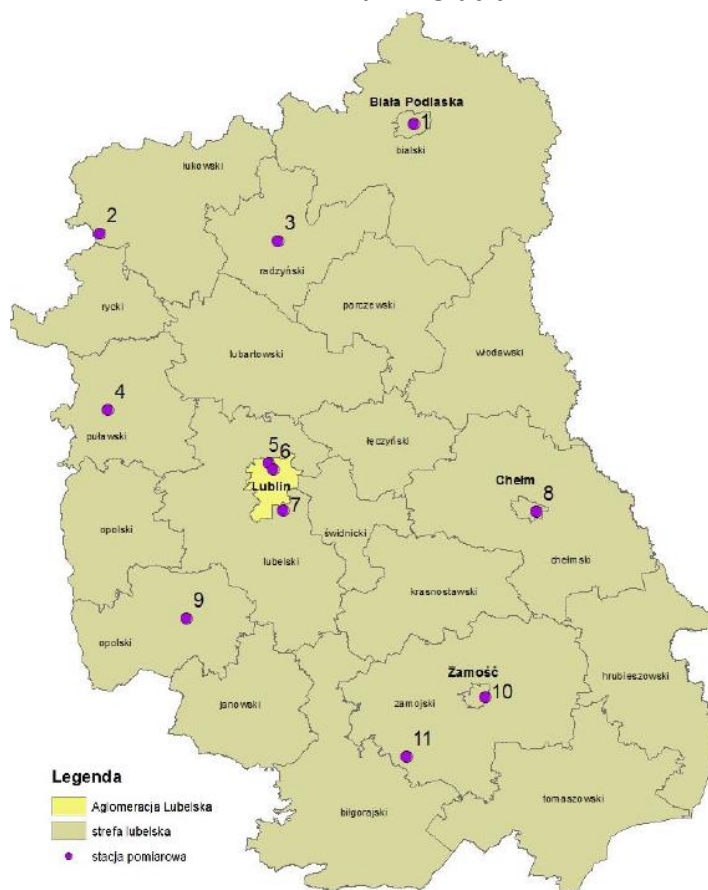 Biała Podlaska
1
bialski
łukowski
2
3
radzyński
rycki
parczewski
lubartowski
włodawski
4
puławski
łęczyński
5
6
Lublin
7
Chełm
8
opolski
świdnicki
lubelski
chełmski
krasnostawski
9
opolski
Zamość
hrubieszowski
janowski
zamojski
10
11
Legenda
Aglomeracja Lubelska
strefa lubelska
stacja pomiarowa
biłgorajski
tomaszowski